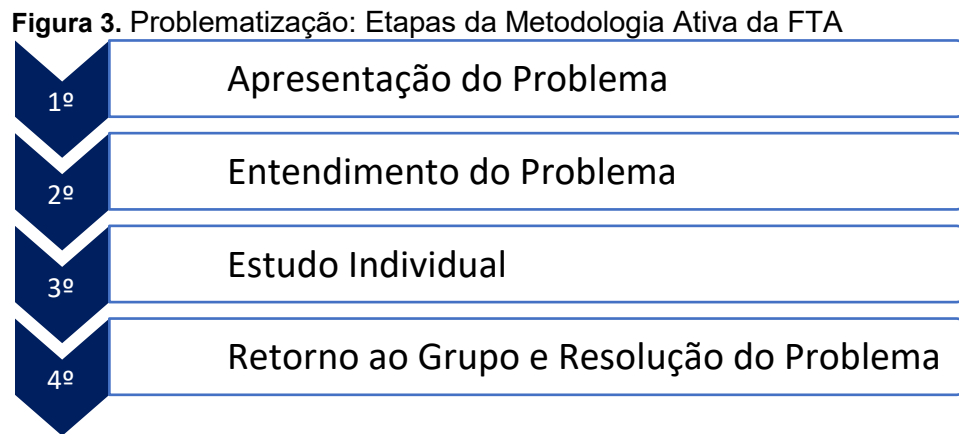 Figura 3. Problematização: Etapas da Metodologia Ativa da FTA
1º Apresentação do Problema
2º Entendimento do Problema
3º Estudo Individual
4º Retorno ao Grupo e Resolução do Problema